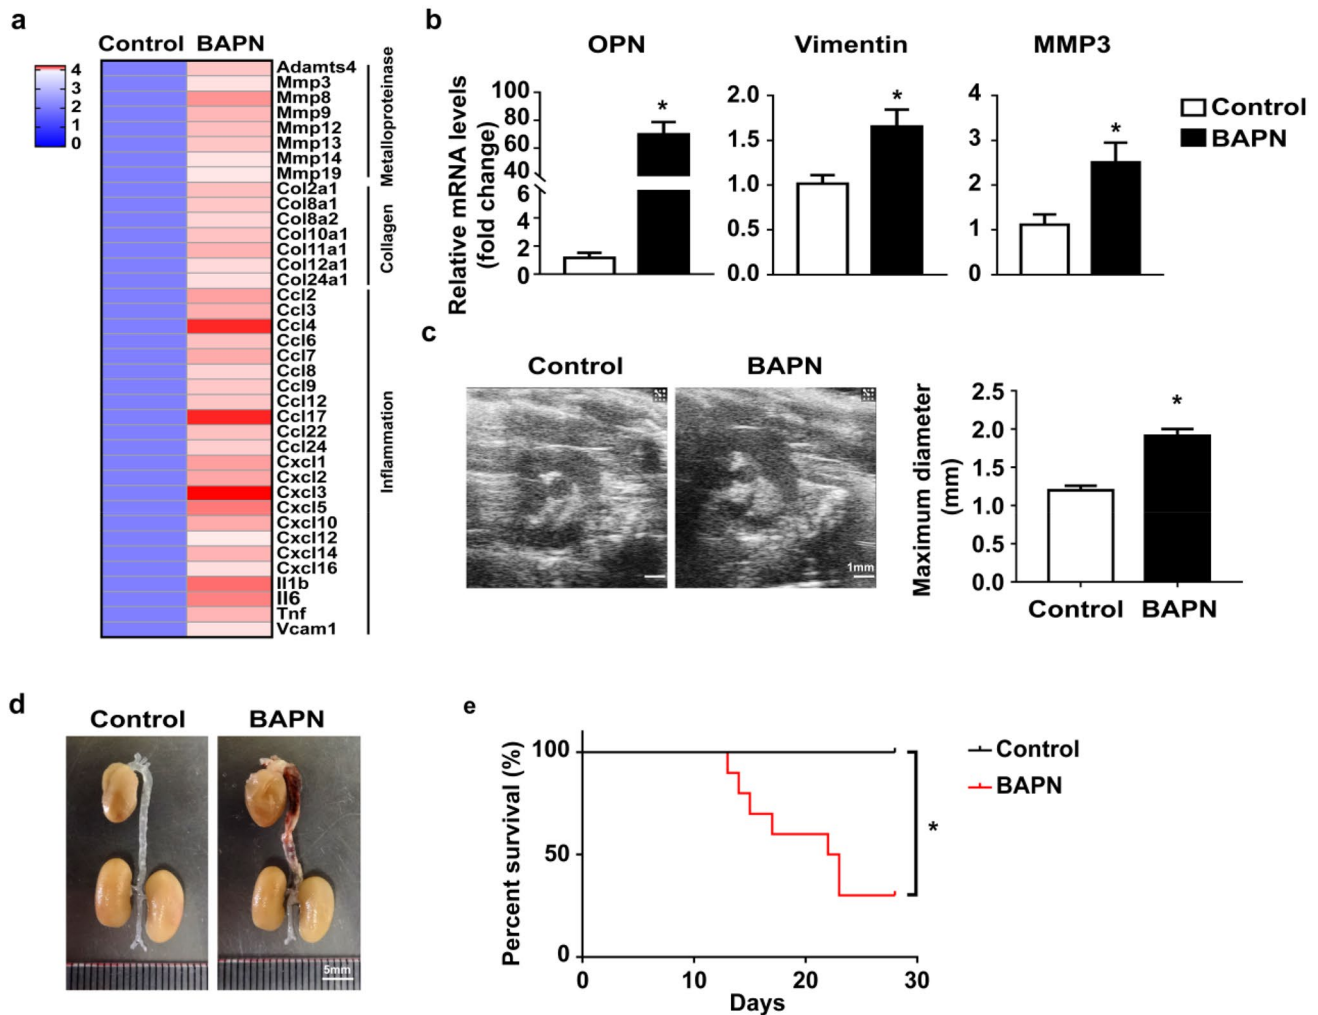 a
Control BAPN
4
3
2
1
0
Adamts4
Mmp3
Mmp8
Mmp9
Mmp12
Mmp13
Mmp14
Mmp19
Col2a1
Col8a1
Col8a2
Col10a1
Col11a1
Col12a1
Col24a1
Ccl2
Ccl3
Ccl4
Ccl6
Ccl7
Ccl8
Ccl9
Ccl12
Ccl17
Ccl22
Ccl24
Cxcl1
Cxcl2
Cxcl3
Cxcl5
Cxcl10
Cxcl12
Cxcl14
Cxcl16
Il1b
Il6
Tnf
Vcam1
Metalloproteinase
Collagen
Inflammation
b
OPN
Relative mRNA levels
(fold change)
100
80
60
40
6
4
2
0
*
Vimentin
2.0
1.5
1.0
0.5
0.0
*
MMP3
4
3
2
1
0
*
Control
BAPN
c
Control
BAPN
1mm
Maximum diameter
(mm)
2.5
2.0
1.5
1.0
0.5
0.0
*
Control BAPN
d
Control
BAPN
5mm
e
Percent survival (%)
100
50
0
0 10 20 30
Days
*
Control
BAPN